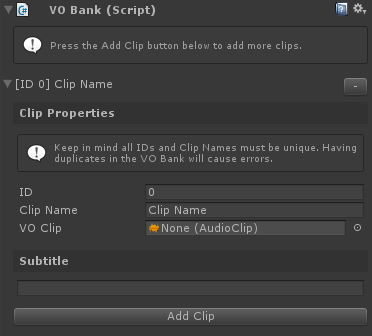 VO Bank (Script)
Press the Add Clip button below to add more clips.
[ID 0] Clip Name
-
Clip Properties
Keep in mind all IDs and Clip Names must be unique. Having
duplicates in the VO Bank will cause errors.
ID 0
Clip Name Clip Name
VO Clip None (AudioClip)
Subtitle
Add Clip